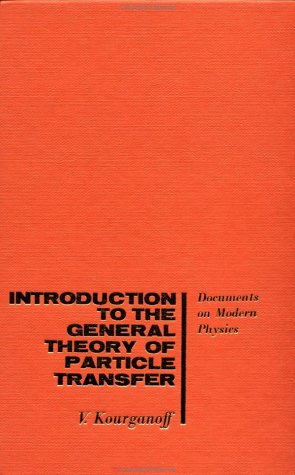 INTRODUCTION
TO THE
GENERAL
THEORY OF
PARTICLE
TRANSFER
V. Kourganoff
Documents
on Modern
Physics